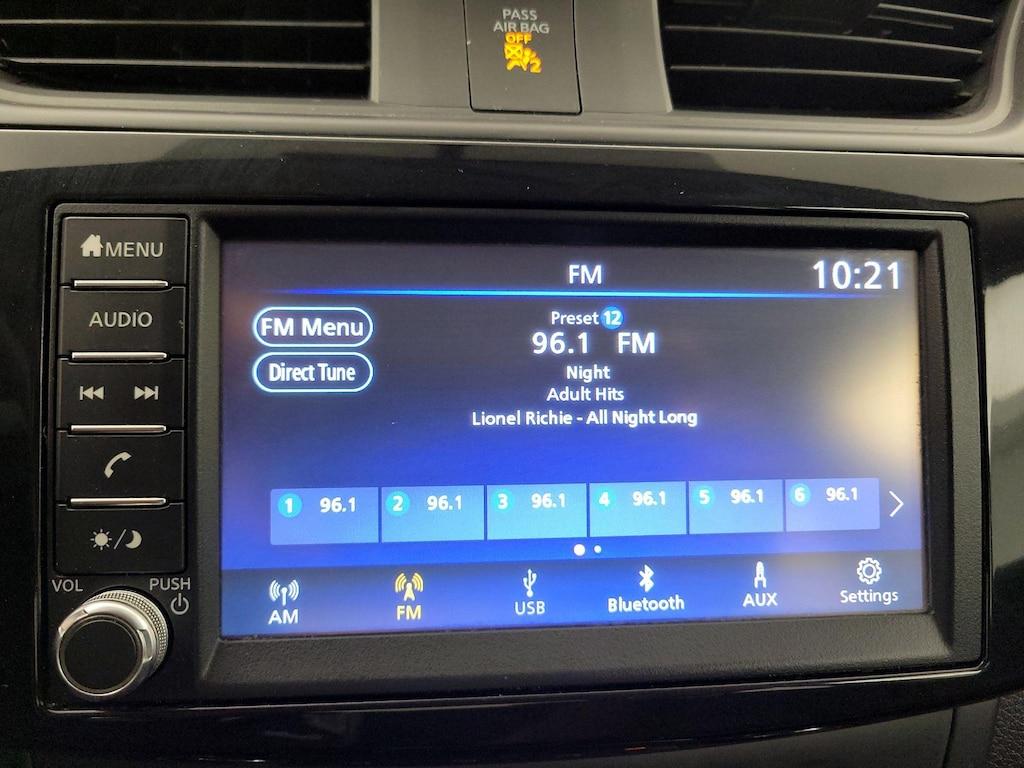 PASS
AIR BAG
OFF
2
MENU
AUDIO
VOL
PUSH
FM
10:21
FM Menu
Direct Tune
Preset 12
96.1 FM
Night
Adult Hits
Lionel Richie - All Night Long
1 96.1 2 96.1 3 96.1 4 96.1 5 96.1 6 96.1
AM FM USB Bluetooth AUX Settings